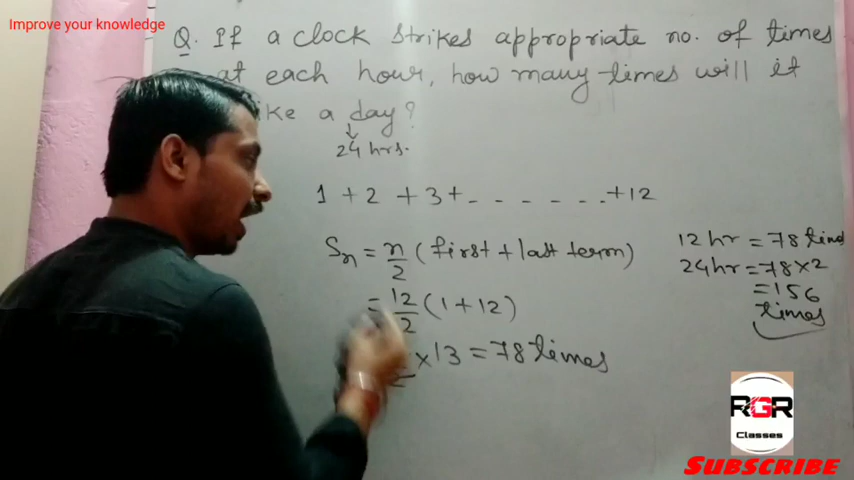 Improve your knowledge
Q. If a clock strikes appropriate no. of times
at each hour, how many times will it
ike a day?
24 hrs.
1 + 2 + 3 + - - - - - - - + 12
Sn = n/2 (first + last term)
= 12/2 (1 + 12)
× 13 = 78 times
12 hr = 78 times
24 hr = 78 × 2
= 156
times
RGR
Classes
SUBSCRIBE